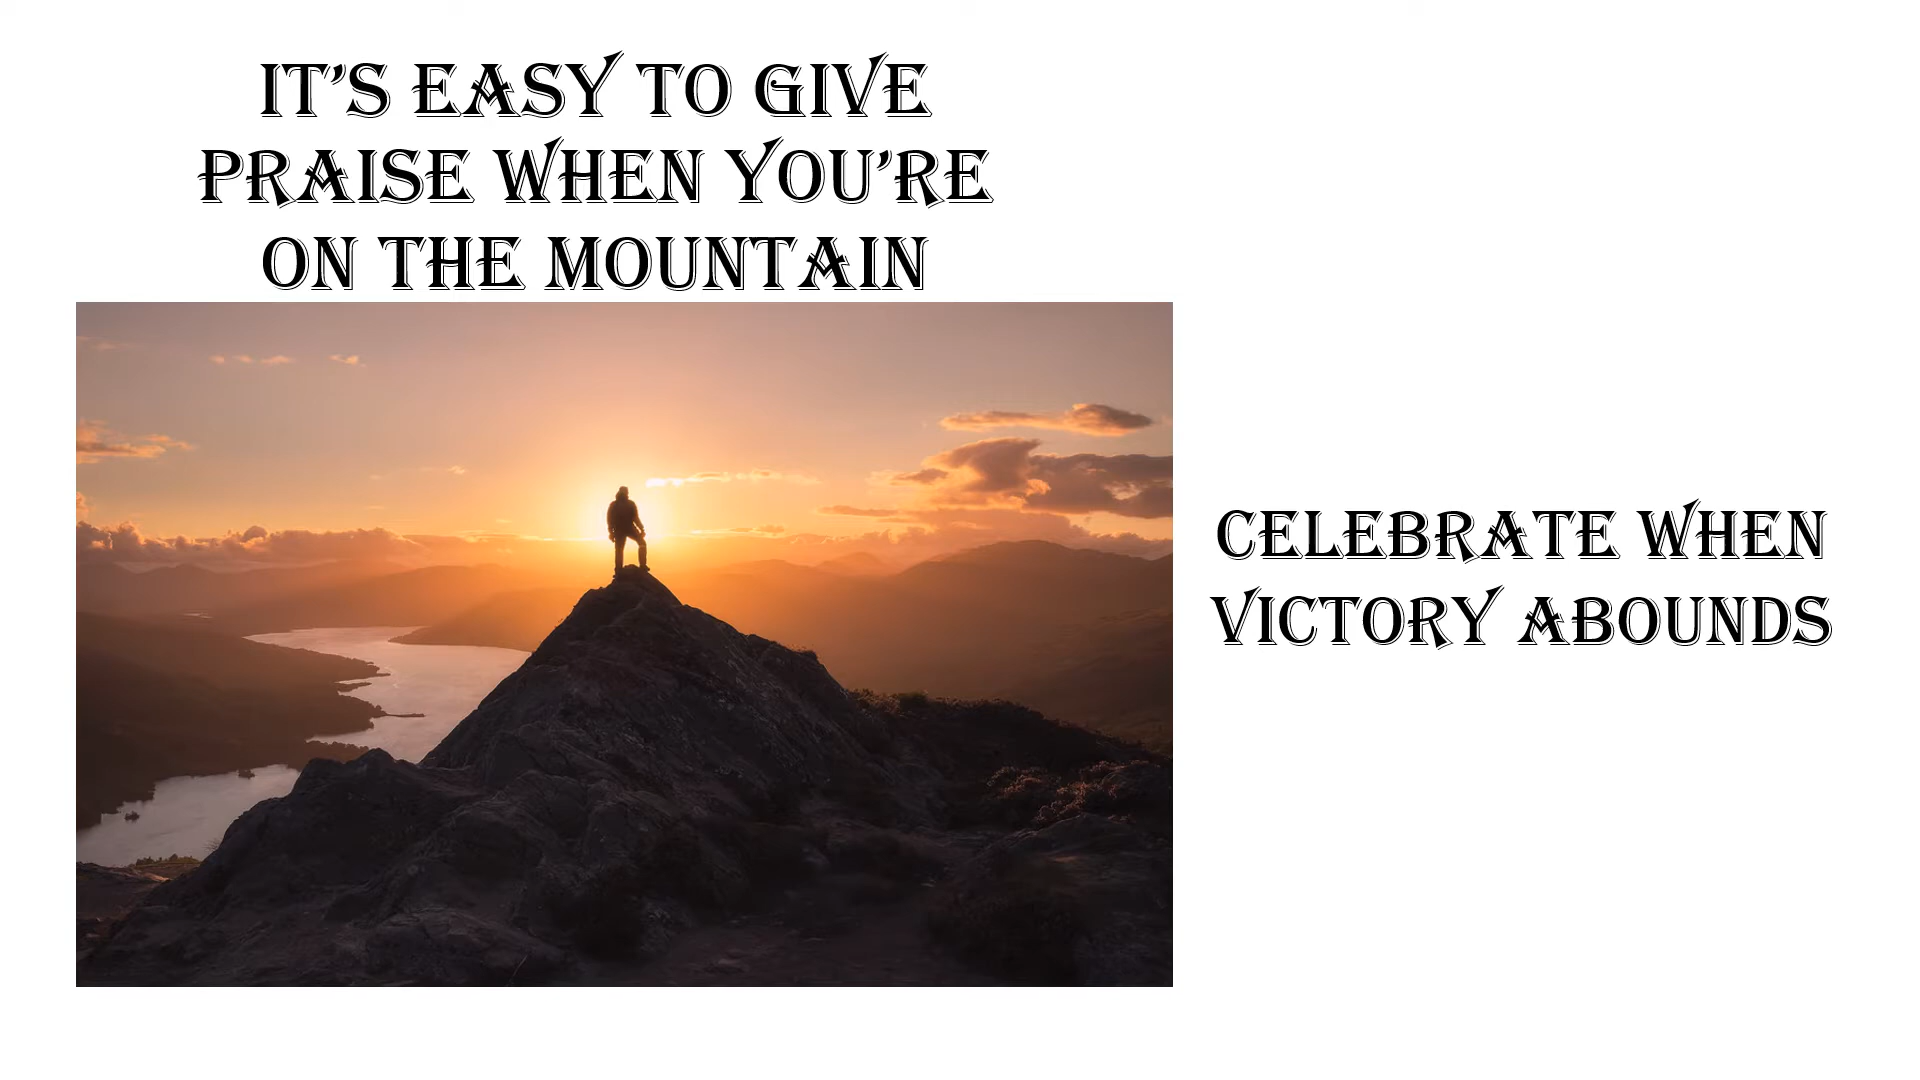 IT’S EASY TO GIVE
PRAISE WHEN YOU’RE
ON THE MOUNTAIN
CELEBRATE WHEN
VICTORY ABOUNDS